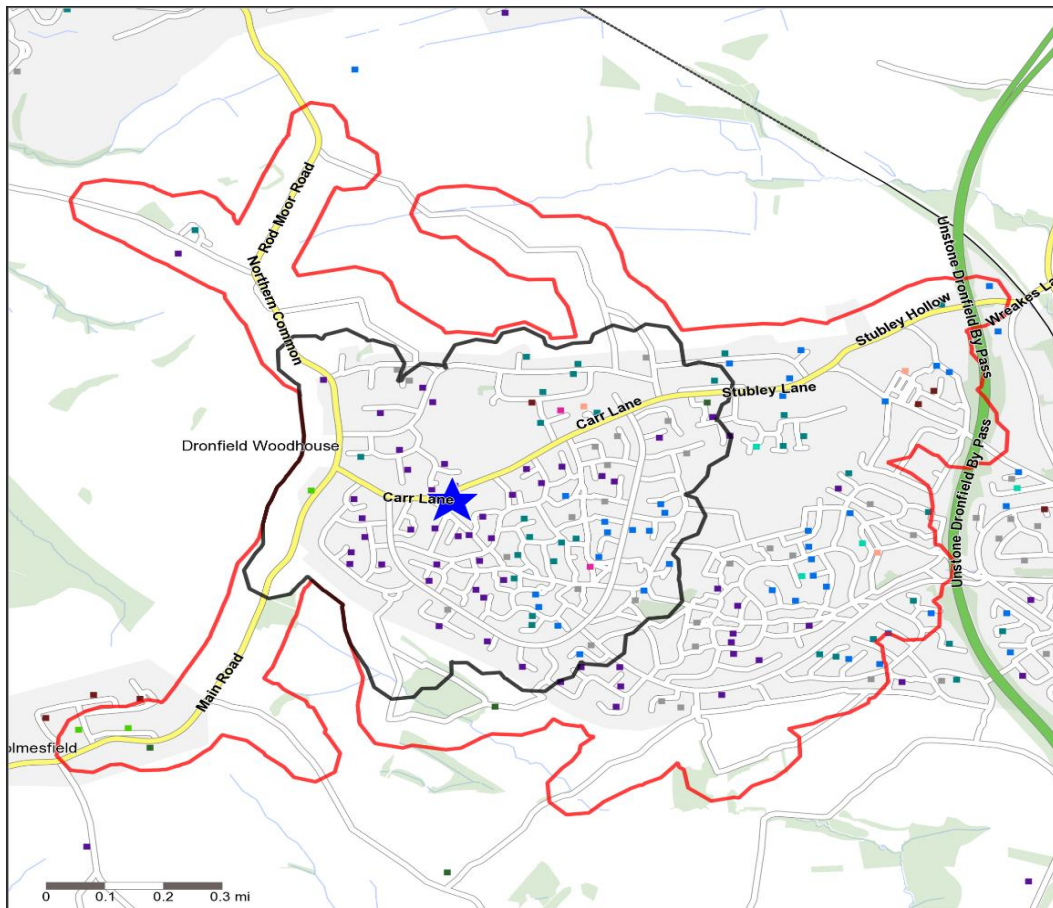 Rod Moor Road
Northern Common
Unstone Dronfield By Pass
Wreakes La
Stubley Hollow
Stubley Lane
Carr Lane
Dronfield Woodhouse
Carr Lane
Unstone Dronfield By Pass
Main Road
olmesfield
0 0.1 0.2 0.3 mi